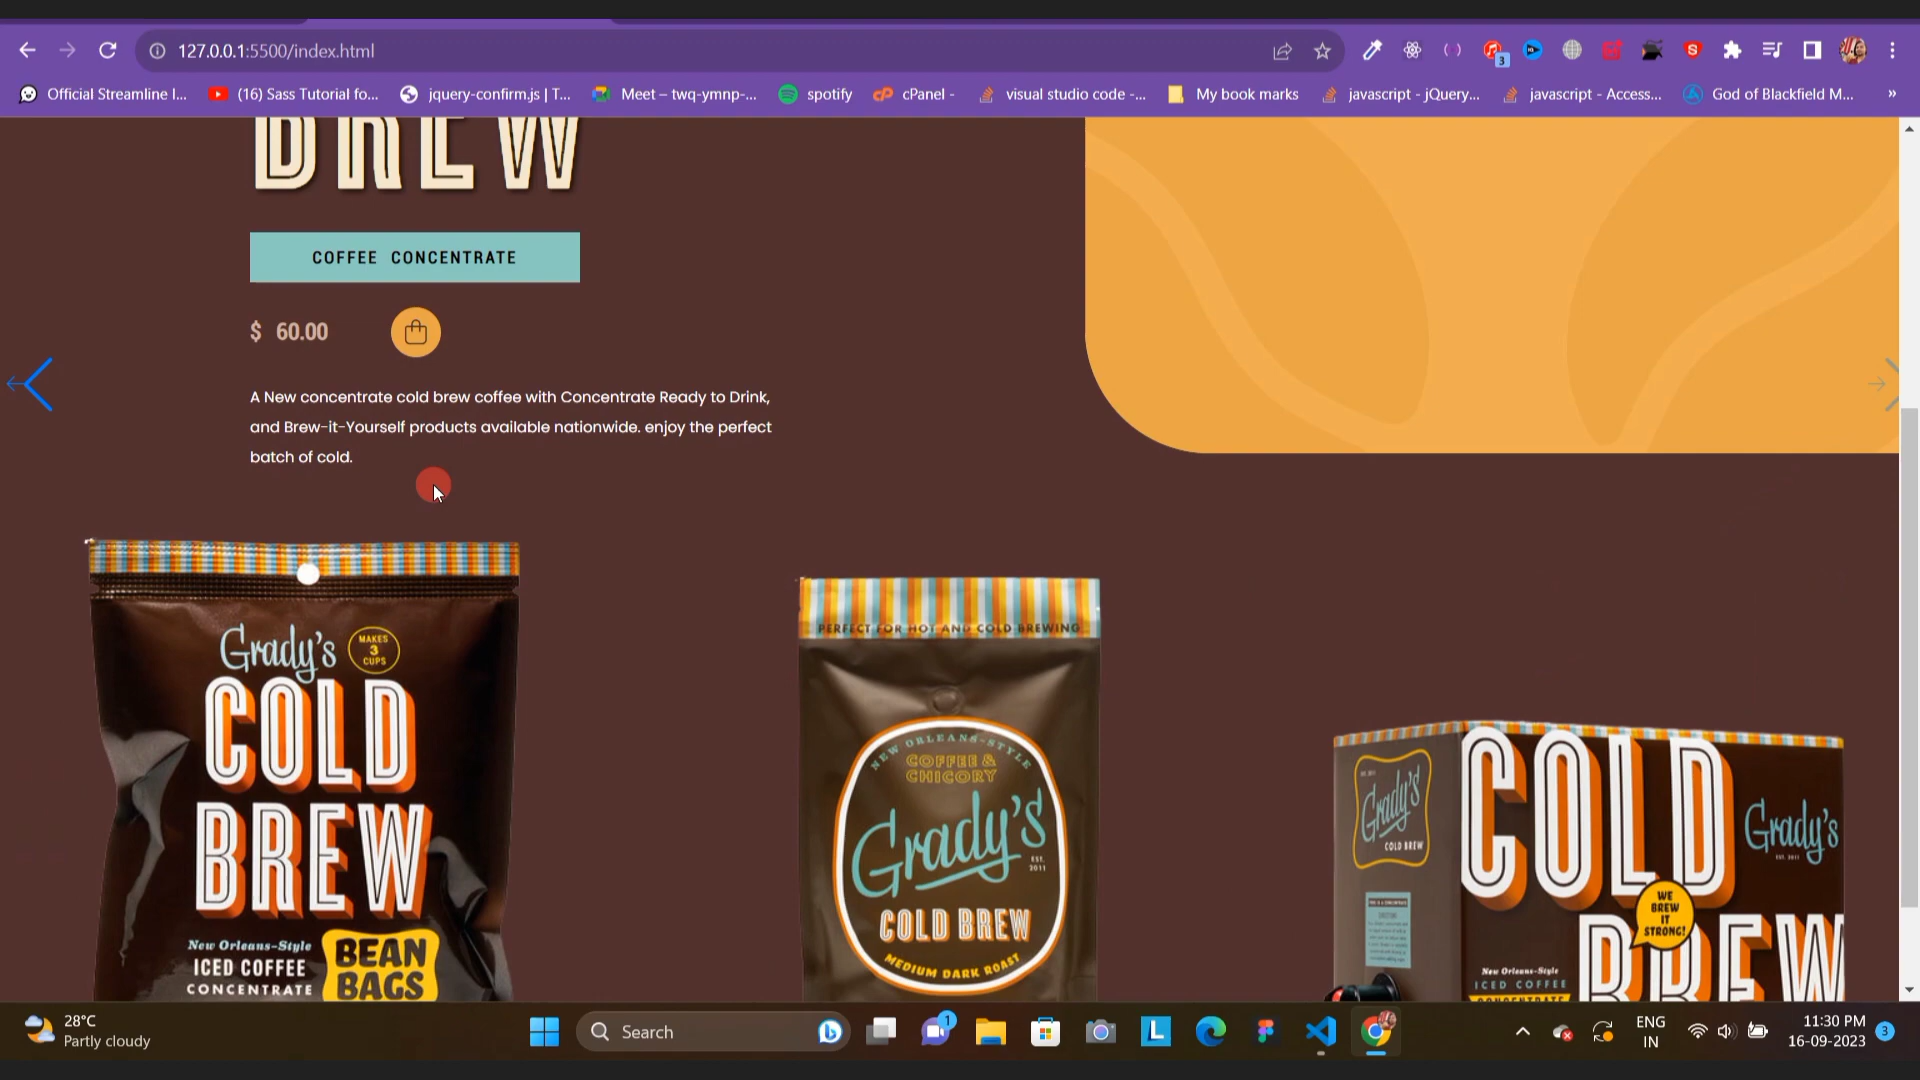 127.0.0.1:5500/index.html
3
Official Streamline I...
(16) Sass Tutorial fo...
jquery-confirm.js | T...
Meet – twq-ymnp-...
spotify
cPanel -
visual studio code -...
My book marks
javascript - jQuery...
javascript - Access...
God of Blackfield M...
»
BREW
COFFEE CONCENTRATE
$ 60.00
A New concentrate cold brew coffee with Concentrate Ready to Drink,
and Brew-it-Yourself products available nationwide. enjoy the perfect
batch of cold.
Grady's
MAKES
3
CUPS
COLD
BREW
New Orleans-Style
ICED COFFEE
CONCENTRATE
BEAN
BAGS
PERFECT FOR HOT AND COLD BREWING
NEW ORLEANS-STYLE
COFFEE &
CHICORY
Grady's
EST.
2011
COLD BREW
MEDIUM DARK ROAST
Grady's
COLD BREW
COLD
Grady's
EST. 2011
WE
BREW
IT
STRONG!
BREW
New Orleans-Style
ICED COFFEE
CONCENTRATE
28°C
Partly cloudy
Search
1
ENG
IN
11:30 PM
16-09-2023
3